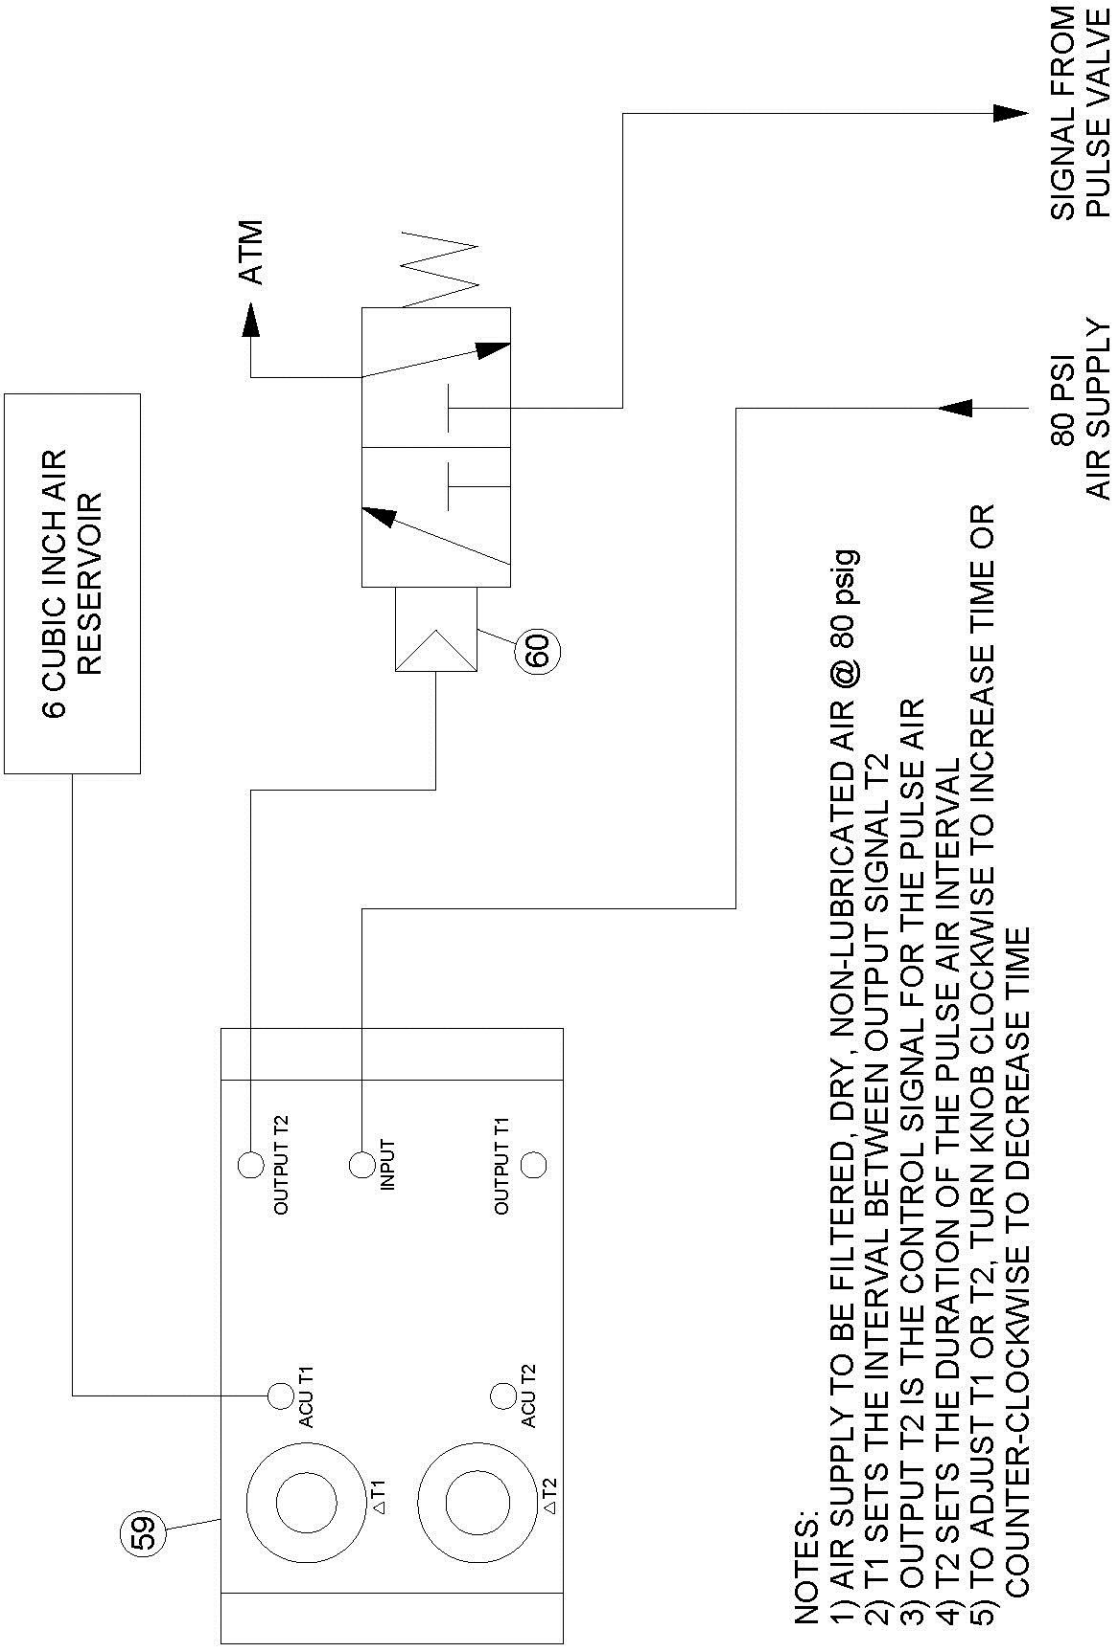 6 CUBIC INCH AIR
RESERVOIR
ATM
59
60
ACU T1
△T1
ACU T2
△T2
OUTPUT T2
INPUT
OUTPUT T1
80 PSI
AIR SUPPLY
SIGNAL FROM
PULSE VALVE
NOTES:
1) AIR SUPPLY TO BE FILTERED, DRY, NON-LUBRICATED AIR @ 80 psig
2) T1 SETS THE INTERVAL BETWEEN OUTPUT SIGNAL T2
3) OUTPUT T2 IS THE CONTROL SIGNAL FOR THE PULSE AIR
4) T2 SETS THE DURATION OF THE PULSE AIR INTERVAL
5) TO ADJUST T1 OR T2, TURN KNOB CLOCKWISE TO INCREASE TIME OR
COUNTER-CLOCKWISE TO DECREASE TIME